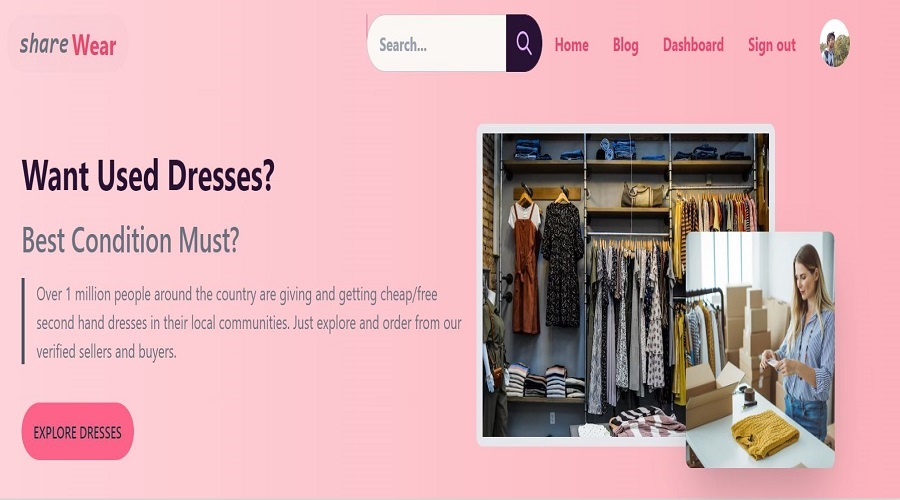 share Wear
Search...
Home
Blog
Dashboard
Sign out
Want Used Dresses?
Best Condition Must?
Over 1 million people around the country are giving and getting cheap/free
second hand dresses in their local communities. Just explore and order from our
verified sellers and buyers.
EXPLORE DRESSES